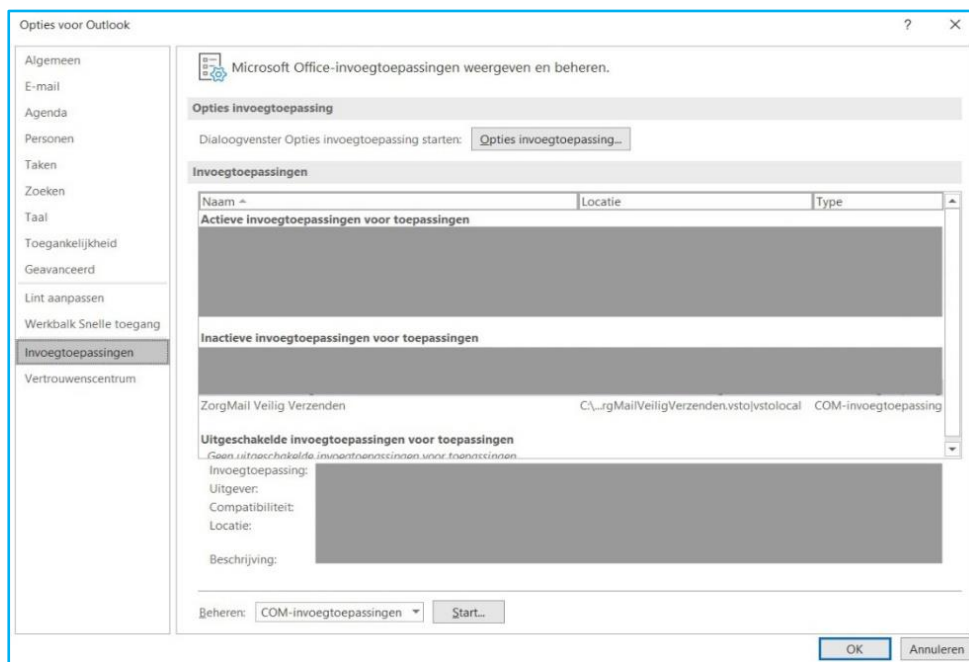 Opties voor Outlook
? ×
Algemeen
E-mail
Agenda
Personen
Taken
Zoeken
Taal
Toegankelijkheid
Geavanceerd
Lint aanpassen
Werkbalk Snelle toegang
Invoegtoepassingen
Vertrouwenscentrum
Microsoft Office-invoegtoepassingen weergeven en beheren.
Opties invoegtoepassing
Dialoogvenster Opties invoegtoepassing starten: Opties invoegtoepassing...
Invoegtoepassingen
Naam Locatie Type
Actieve invoegtoepassingen voor toepassingen
Inactieve invoegtoepassingen voor toepassingen
ZorgMail Veilig Verzenden C:\...rgMailVeiligVerzenden.vsto|vstolocal COM-invoegtoepassing
Uitgeschakelde invoegtoepassingen voor toepassingen
Geen uitgeschakelde invoegtoepassingen voor toepassingen
Invoegtoepassing:
Uitgever:
Compatibiliteit:
Locatie:
Beschrijving:
Beheren: COM-invoegtoepassingen Start...
OK Annuleren